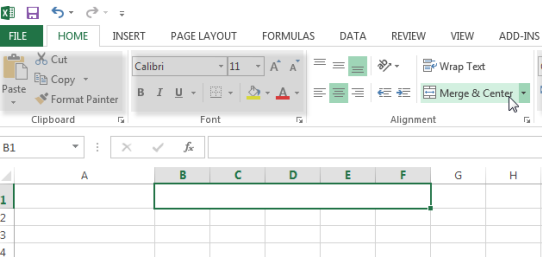 FILE HOME INSERT PAGE LAYOUT FORMULAS DATA REVIEW VIEW ADD-INS
Cut
Copy
Format Painter
Paste
Calibri 11 A A
B I U A
Wrap Text
Merge & Center
Clipboard Font Alignment
B1 fx
A B C D E F G H
1
2
3
4